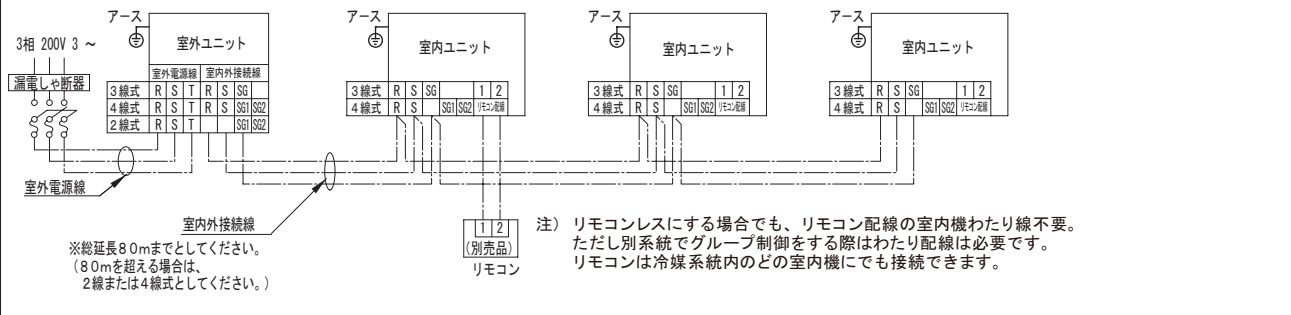 アース
アース
アース
アース
3相 200V 3 ～
室外ユニット
室内ユニット
室内ユニット
室内ユニット
漏電しゃ断器
室外電源線 室内外接続線
3線式 R S T R S SG
4線式 R S T R S SG1 SG2
2線式 R S T SG1 SG2
3線式 R S SG 1 2
4線式 R S SG1 SG2 リモコン配線
3線式 R S SG 1 2
4線式 R S SG1 SG2 リモコン配線
3線式 R S SG 1 2
4線式 R S SG1 SG2 リモコン配線
室外電源線
室内外接続線
※総延長80mまでとしてください。
（80mを超える場合は、
2線または4線式としてください。）
1 2
(別売品)
リモコン
注） リモコンレスにする場合でも、リモコン配線の室内機わたり線不要。
ただし別系統でグループ制御をする際はわたり配線は必要です。
リモコンは冷媒系統内のどの室内機にでも接続できます。